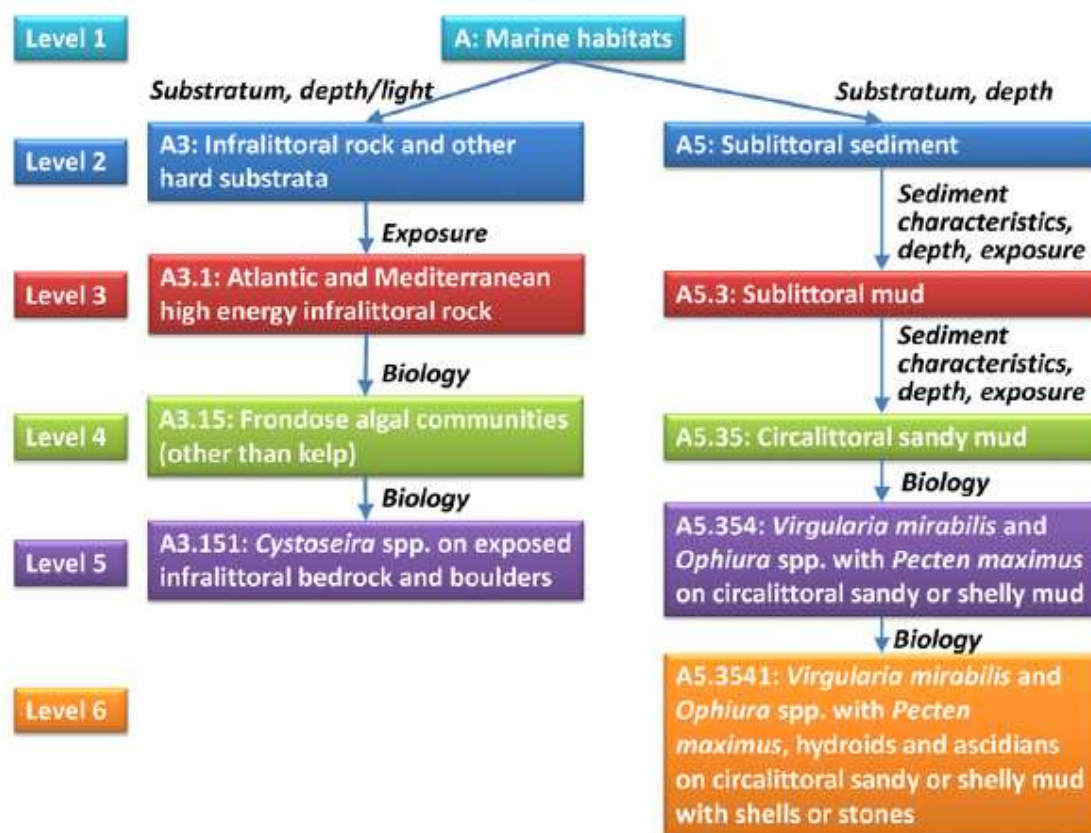 Level 1
A: Marine habitats
Substratum, depth/light
Substratum, depth
Level 2
A3: Infralittoral rock and other
hard substrata
A5: Sublittoral sediment
Exposure
Sediment
characteristics,
depth, exposure
Level 3
A3.1: Atlantic and Mediterranean
high energy infralittoral rock
A5.3: Sublittoral mud
Biology
Sediment
characteristics,
depth, exposure
Level 4
A3.15: Frondose algal communities
(other than kelp)
A5.35: Circalittoral sandy mud
Biology
Biology
Level 5
A3.151: Cystoseira spp. on exposed
infralittoral bedrock and boulders
A5.354: Virgularia mirabilis and
Ophiura spp. with Pecten maximus
on circalittoral sandy or shelly mud
Biology
Level 6
A5.3541: Virgularia mirabilis and
Ophiura spp. with Pecten
maximus, hydroids and ascidians
on circalittoral sandy or shelly mud
with shells or stones